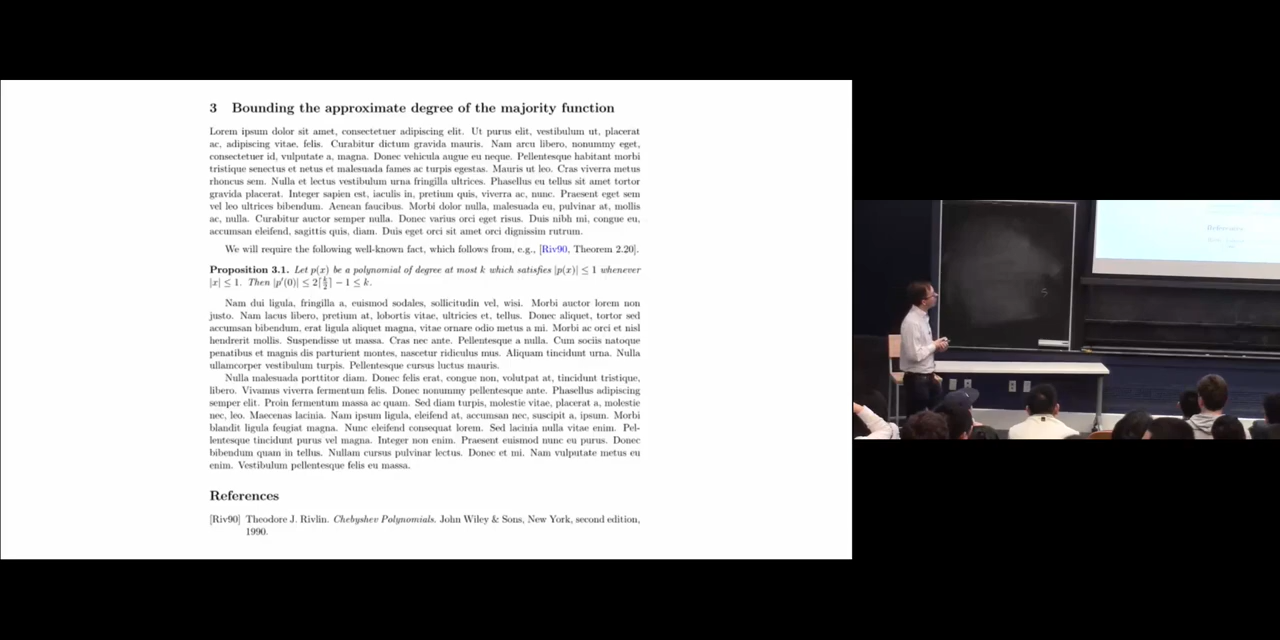 3 Bounding the approximate degree of the majority function
Lorem ipsum dolor sit amet, consectetuer adipiscing elit. Ut purus elit, vestibulum ut, placerat
ac, adipiscing vitae, felis. Curabitur dictum gravida mauris. Nam arcu libero, nonummy eget,
consectetuer id, vulputate a, magna. Donec vehicula augue eu neque. Pellentesque habitant morbi
tristique senectus et netus et malesuada fames ac turpis egestas. Mauris ut leo. Cras viverra metus
rhoncus sem. Nulla et lectus vestibulum urna fringilla ultrices. Phasellus eu tellus sit amet tortor
gravida placerat. Integer sapien est, iaculis in, pretium quis, viverra ac, nunc. Praesent eget sem
vel leo ultrices bibendum. Aenean faucibus. Morbi dolor nulla, malesuada eu, pulvinar at, mollis
ac, nulla. Curabitur auctor semper nulla. Donec varius orci eget risus. Duis nibh mi, congue eu,
accumsan eleifend, sagittis quis, diam. Duis eget orci sit amet orci dignissim rutrum.
We will require the following well-known fact, which follows from, e.g., [Riv90, Theorem 2.20].
Proposition 3.1. Let p(x) be a polynomial of degree at most k which satisfies |p(x)| ≤ 1 whenever
|x| ≤ 1. Then |p′(0)| ≤ 2⌈k/2⌉ − 1 ≤ k.
Nam dui ligula, fringilla a, euismod sodales, sollicitudin vel, wisi. Morbi auctor lorem non
justo. Nam lacus libero, pretium at, lobortis vitae, ultricies et, tellus. Donec aliquet, tortor sed
accumsan bibendum, erat ligula aliquet magna, vitae ornare odio metus a mi. Morbi ac orci et nisl
hendrerit mollis. Suspendisse ut massa. Cras nec ante. Pellentesque a nulla. Cum sociis natoque
penatibus et magnis dis parturient montes, nascetur ridiculus mus. Aliquam tincidunt urna. Nulla
ullamcorper vestibulum turpis. Pellentesque cursus luctus mauris.
Nulla malesuada porttitor diam. Donec felis erat, congue non, volutpat at, tincidunt tristique,
libero. Vivamus viverra fermentum felis. Donec nonummy pellentesque ante. Phasellus adipiscing
semper elit. Proin fermentum massa ac quam. Sed diam turpis, molestie vitae, placerat a, molestie
nec, leo. Maecenas lacinia. Nam ipsum ligula, eleifend at, accumsan nec, suscipit a, ipsum. Morbi
blandit ligula feugiat magna. Nunc eleifend consequat lorem. Sed lacinia nulla vitae enim. Pel-
lentesque tincidunt purus vel magna. Integer non enim. Praesent euismod nunc eu purus. Donec
bibendum quam in tellus. Nullam cursus pulvinar lectus. Donec et mi. Nam vulputate metus eu
enim. Vestibulum pellentesque felis eu massa.
References
[Riv90] Theodore J. Rivlin. Chebyshev Polynomials. John Wiley & Sons, New York, second edition,
1990.
References